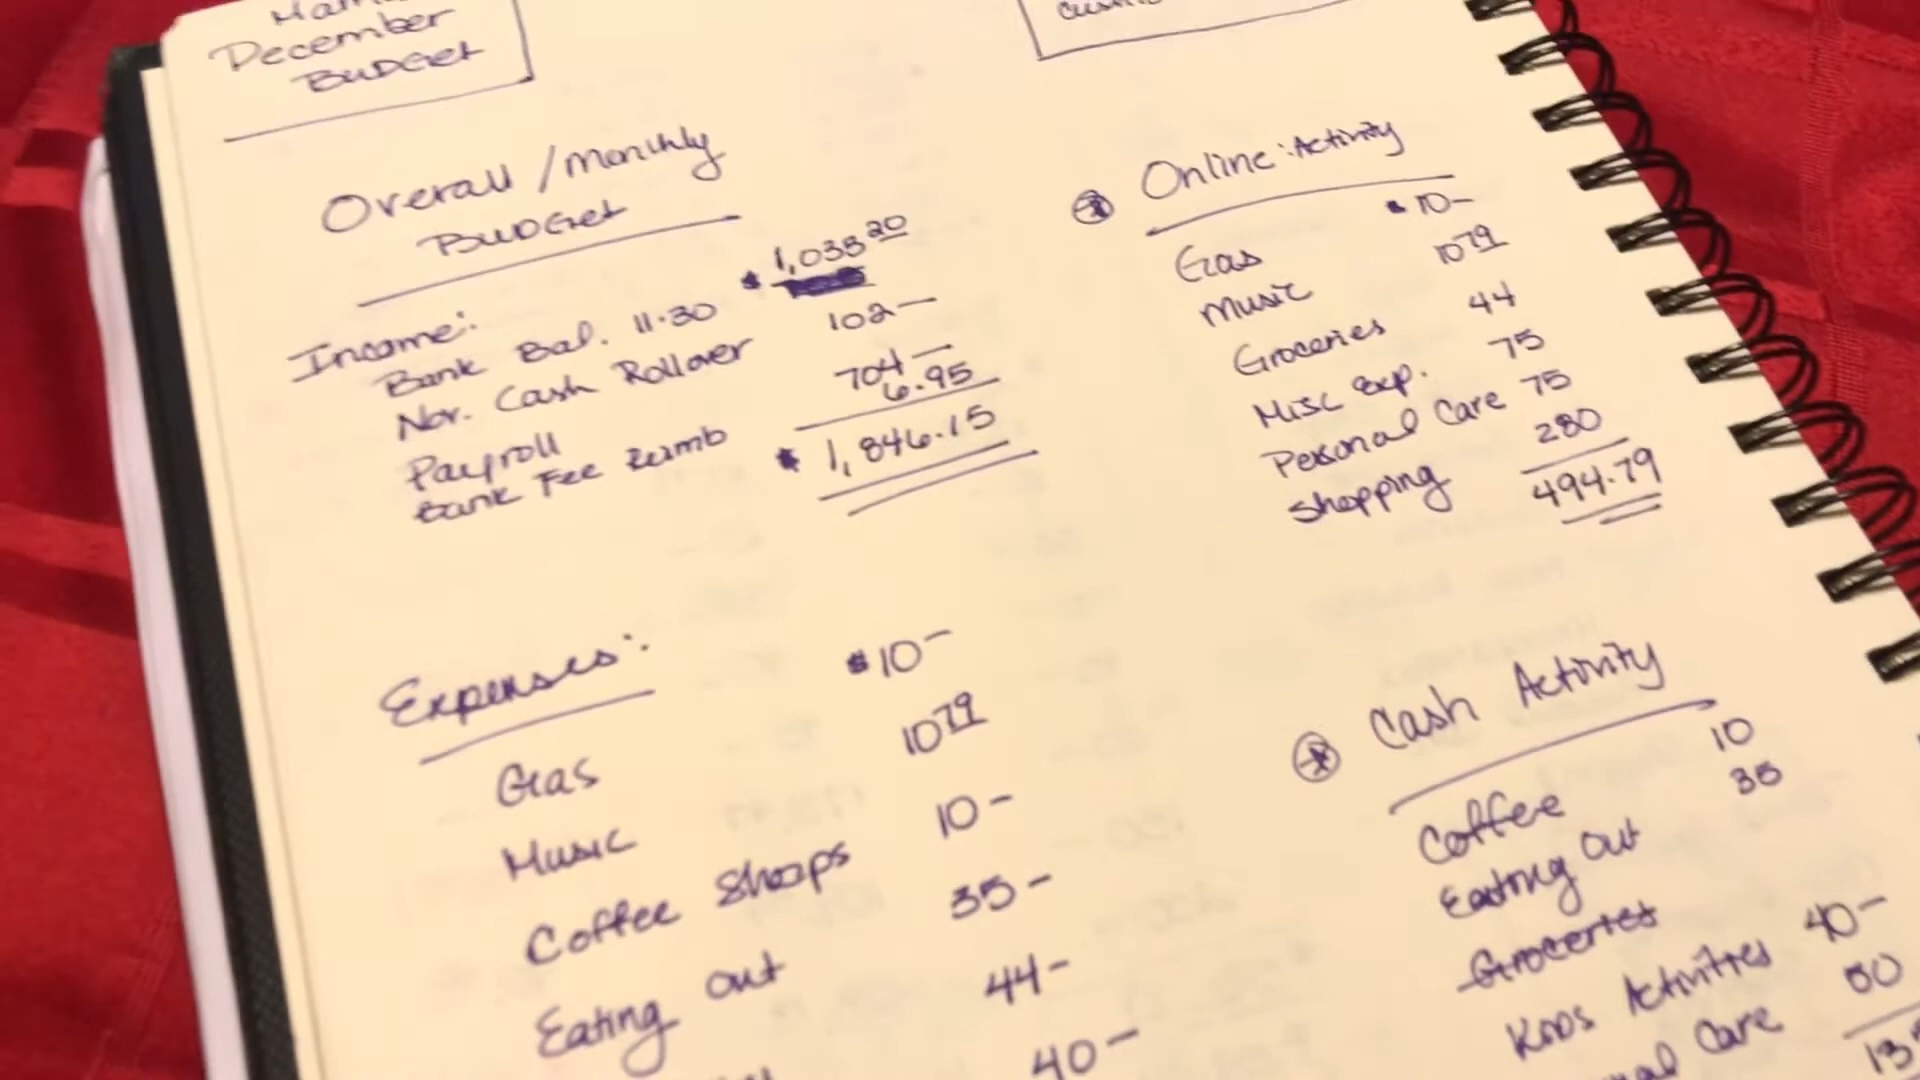 December
Budget
Overall / Monthly
Budget
Income:
Bank Bal. 11.30 $ 1,033 20
Nov. Cash Rollover 102—
Payroll 704—
Bank Fee Reimb 6.95
$ 1,846.15
Expenses:
Gas $10—
Music 10 79
Coffee Shops 10—
Eating out 35—
44—
40—
Online: Activity
Gas $10—
Music 10 79
Groceries 44
Misc Exp. 75
Personal Care 75
Shopping 280
494.79
Cash Activity
Coffee 10
Eating Out 35
Groceries
Kids Activities 40—
Care 50